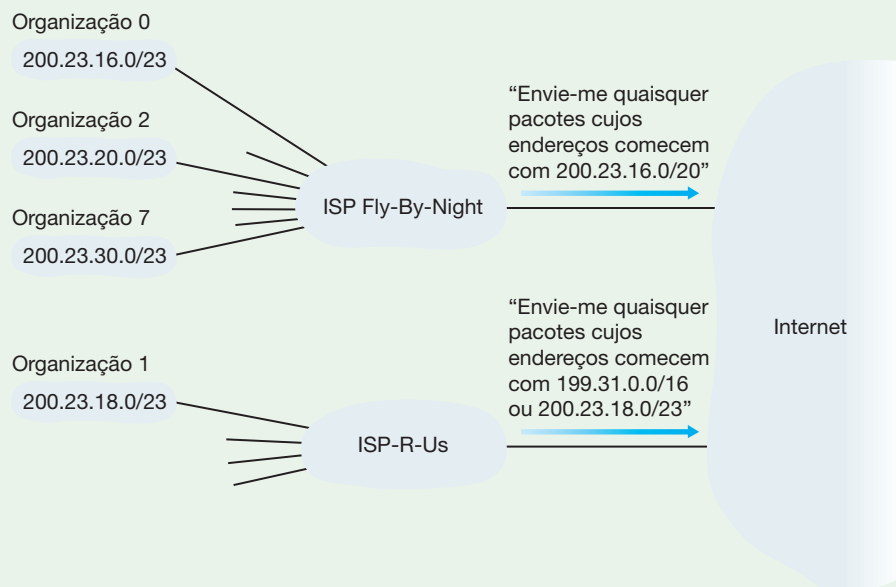 Organização 0
200.23.16.0/23
Organização 2
200.23.20.0/23
Organização 7
200.23.30.0/23
ISP Fly-By-Night
“Envie-me quaisquer
pacotes cujos
endereços comecem
com 200.23.16.0/20”
Organização 1
200.23.18.0/23
ISP-R-Us
“Envie-me quaisquer
pacotes cujos
endereços comecem
com 199.31.0.0/16
ou 200.23.18.0/23”
Internet